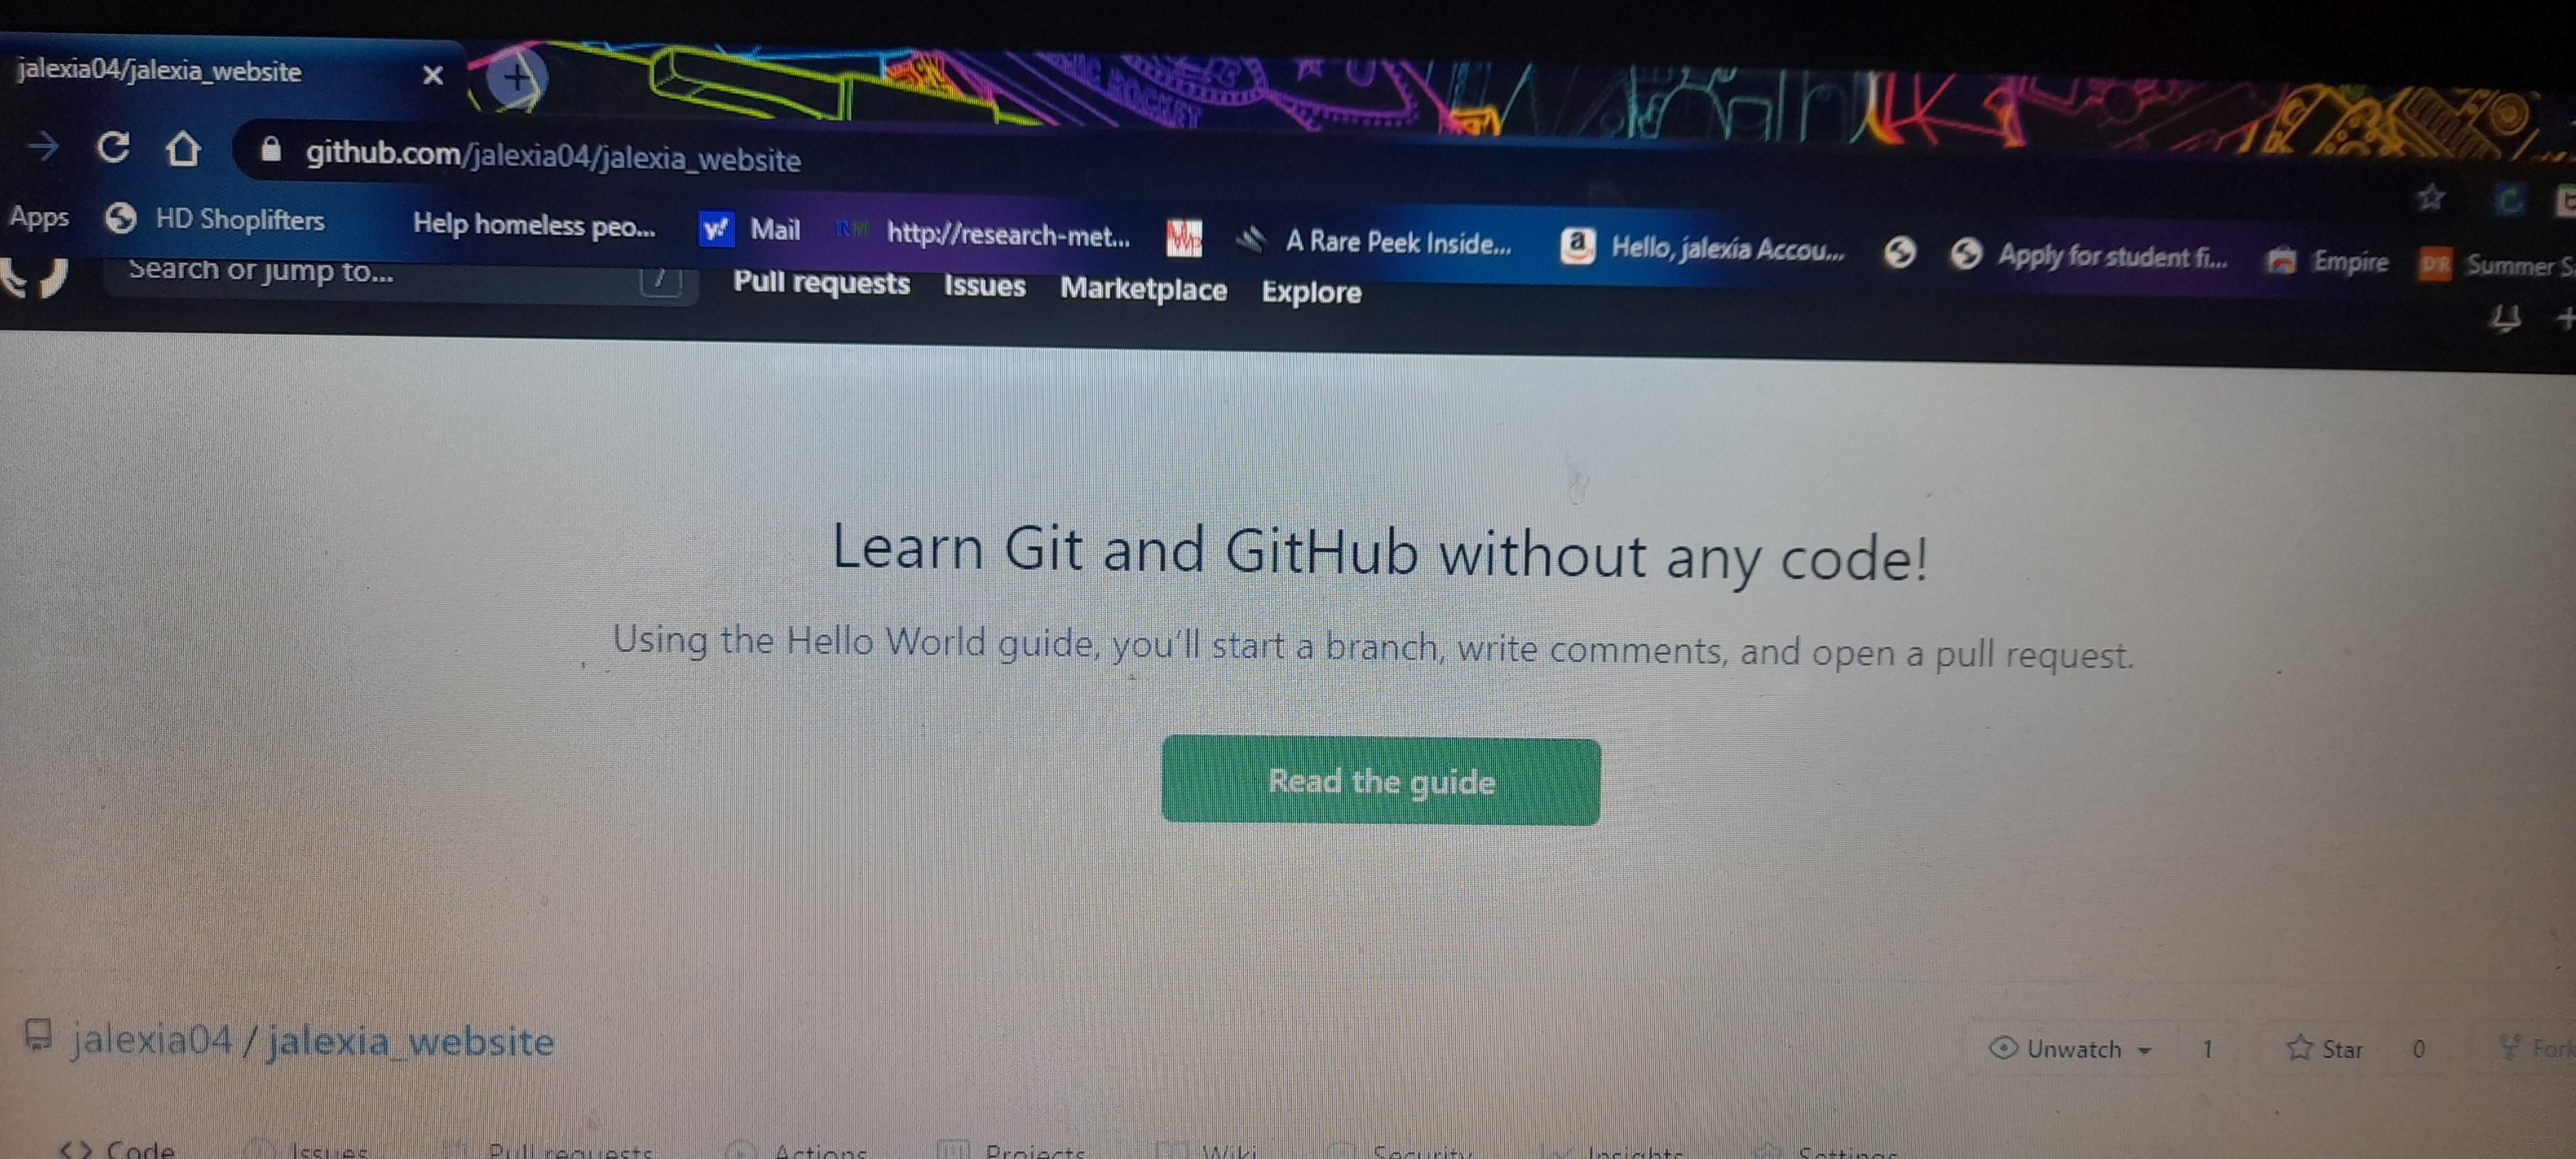 jalexia04/jalexia_website
github.com/jalexia04/jalexia_website
Apps HD Shoplifters Help homeless peo... Mail http://research-met... A Rare Peek Inside... Hello, jalexia Accou... Apply for student fi... Empire DR Summer S
Search or jump to... / Pull requests Issues Marketplace Explore
Learn Git and GitHub without any code!
Using the Hello World guide, you'll start a branch, write comments, and open a pull request.
Read the guide
jalexia04 / jalexia_website Unwatch 1 Star 0 Fork
<> Code Issues Pull requests Actions Projects Wiki Security Insights Settings